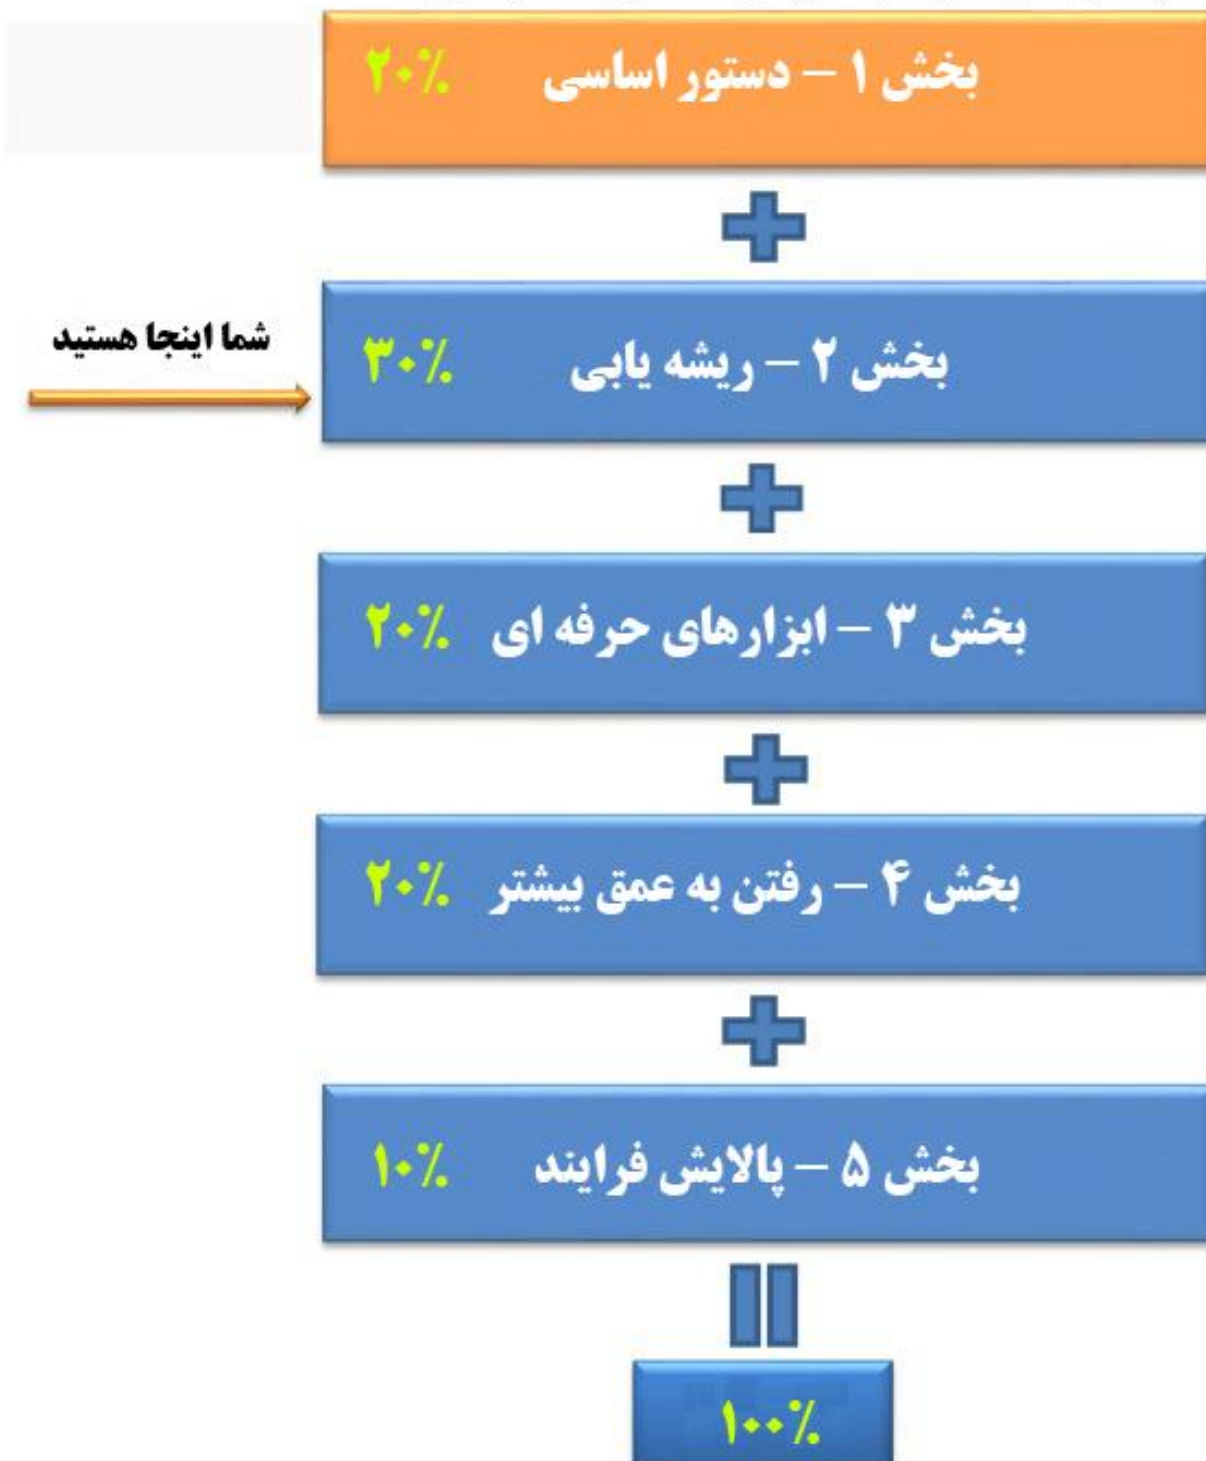 بخش ۱ – دستور اساسی ۲۰%
شما اینجا هستید
بخش ۲ – ریشه یابی ۳۰%
بخش ۳ – ابزارهای حرفه ای ۲۰%
بخش ۴ – رفتن به عمق بیشتر ۲۰%
بخش ۵ – پالایش فرایند ۱۰%
۱۰۰%